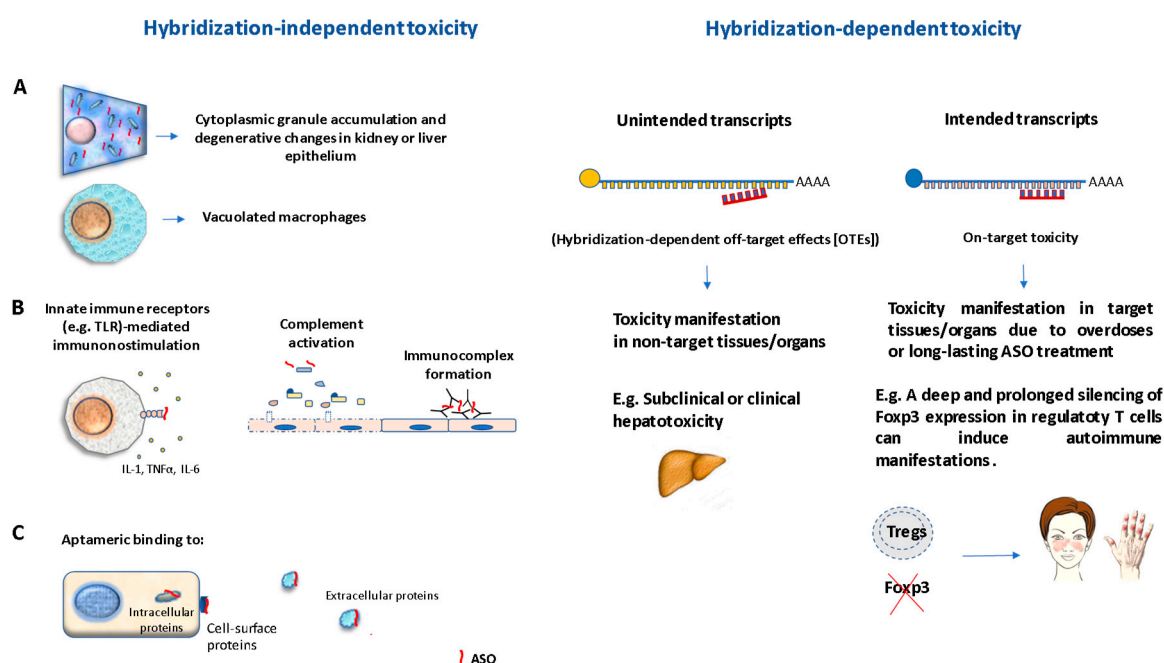 Hybridization-independent toxicity
A
Cytoplasmic granule accumulation and
degenerative changes in kidney or liver
epithelium
Vacuolated macrophages
B
Innate immune receptors
(e.g. TLR)-mediated
immunonostimulation
IL-1, TNFα, IL-6
Complement
activation
Immunocomplex
formation
C
Aptameric binding to:
Intracellular
proteins
Cell-surface
proteins
Extracellular proteins
ASO
Hybridization-dependent toxicity
Unintended transcripts
AAAA
(Hybridization-dependent off-target effects [OTEs])
Toxicity manifestation
in non-target tissues/organs
E.g. Subclinical or clinical
hepatotoxicity
Intended transcripts
AAAA
On-target toxicity
Toxicity manifestation in target
tissues/organs due to overdoses
or long-lasting ASO treatment
E.g. A deep and prolonged silencing of
Foxp3 expression in regulatoty T cells
can induce autoimmune
manifestations.
Tregs
Foxp3